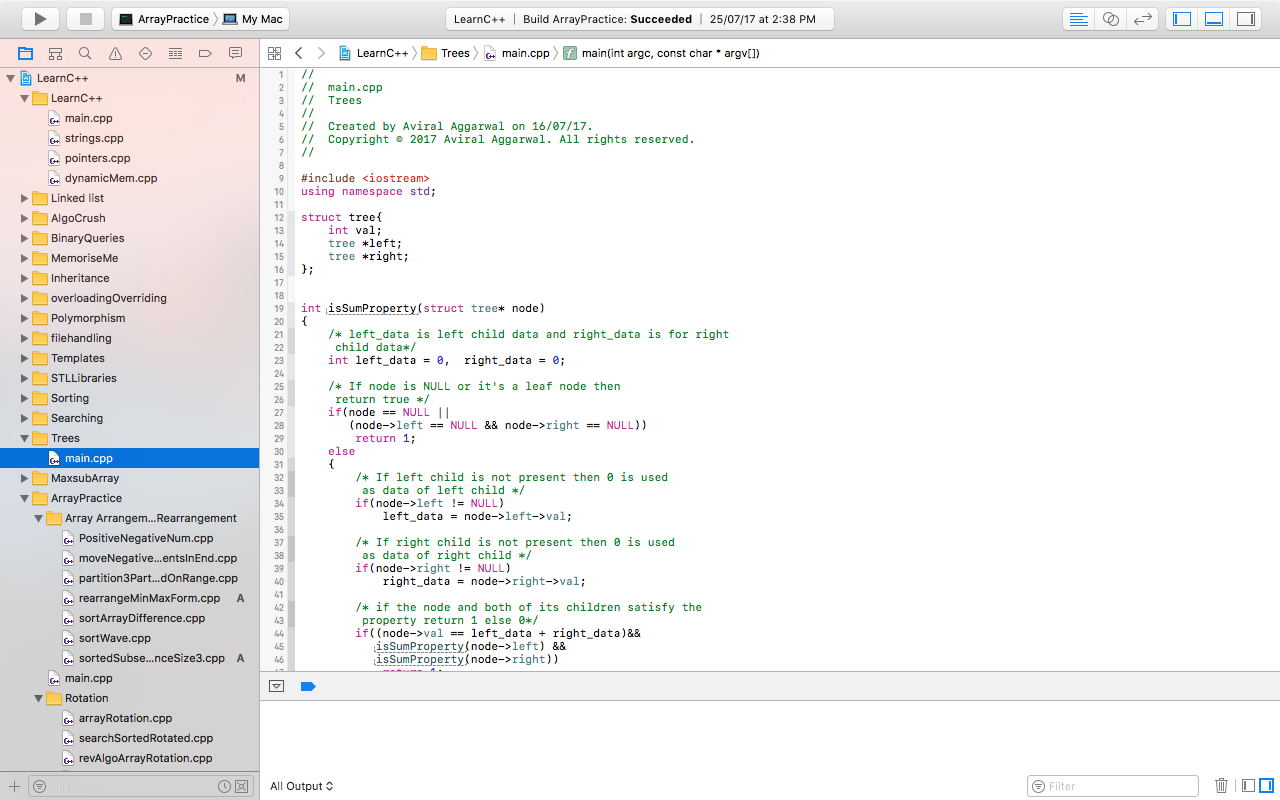 ArrayPractice 〉 My Mac
LearnC++ | Build ArrayPractice: Succeeded | 25/07/17 at 2:38 PM
LearnC++ 〉 Trees 〉 main.cpp 〉 f main(int argc, const char * argv[])
LearnC++ M
LearnC++
main.cpp
strings.cpp
pointers.cpp
dynamicMem.cpp
Linked list
AlgoCrush
BinaryQueries
MemoriseMe
Inheritance
overloadingOverriding
Polymorphism
filehandling
Templates
STLLibraries
Sorting
Searching
Trees
main.cpp
MaxsubArray
ArrayPractice
Array Arrangem...Rearrangement
PositiveNegativeNum.cpp
moveNegative...entsInEnd.cpp
partition3Part...dOnRange.cpp
rearrangeMinMaxForm.cpp A
sortArrayDifference.cpp
sortWave.cpp
sortedSubse...nceSize3.cpp A
main.cpp
Rotation
arrayRotation.cpp
searchSortedRotated.cpp
revAlgoArrayRotation.cpp
Filter
1 //
2 //  main.cpp
3 //  Trees
4 //
5 //  Created by Aviral Aggarwal on 16/07/17.
6 //  Copyright © 2017 Aviral Aggarwal. All rights reserved.
7 //
8
9 #include <iostream>
10 using namespace std;
11
12 struct tree{
13     int val;
14     tree *left;
15     tree *right;
16 };
17
18
19 int isSumProperty(struct tree* node)
20 {
21     /* left_data is left child data and right_data is for right
22      child data*/
23     int left_data = 0,  right_data = 0;
24
25     /* If node is NULL or it's a leaf node then
26      return true */
27     if(node == NULL ||
28        (node->left == NULL && node->right == NULL))
29         return 1;
30     else
31     {
32         /* If left child is not present then 0 is used
33          as data of left child */
34         if(node->left != NULL)
35             left_data = node->left->val;
36
37         /* If right child is not present then 0 is used
38          as data of right child */
39         if(node->right != NULL)
40             right_data = node->right->val;
41
42         /* if the node and both of its children satisfy the
43          property return 1 else 0*/
44         if((node->val == left_data + right_data)&&
45            isSumProperty(node->left) &&
46            isSumProperty(node->right))
All Output
Filter